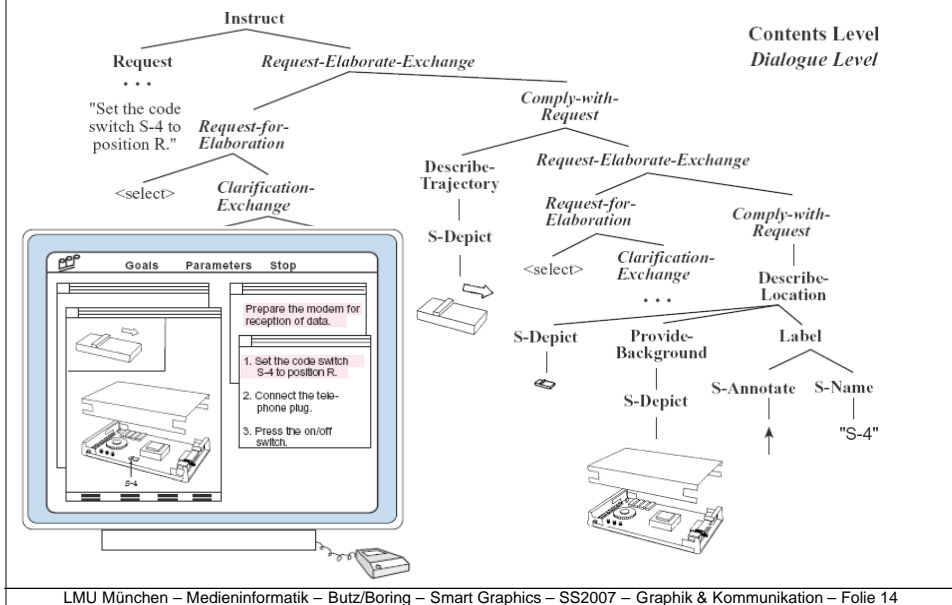 Instruct
Contents Level
Dialogue Level
Request
Request-Elaborate-Exchange
. . .
"Set the code
switch S-4 to
position R."
Request-for-
Elaboration
Comply-with-
Request
<select>
Clarification-
Exchange
Describe-
Trajectory
Request-Elaborate-Exchange
S-Depict
Request-for-
Elaboration
Comply-with-
Request
<select>
Clarification-
Exchange
. . .
Describe-
Location
S-Depict
Provide-
Background
Label
S-Depict
S-Annotate
S-Name
"S-4"
Goals Parameters Stop
Prepare the modem for
reception of data.
1. Set the code switch
S-4 to position R.
2. Connect the tele-
phone plug.
3. Press the on/off
switch.
S-4
LMU München – Medieninformatik – Butz/Boring – Smart Graphics – SS2007 – Graphik & Kommunikation – Folie 14